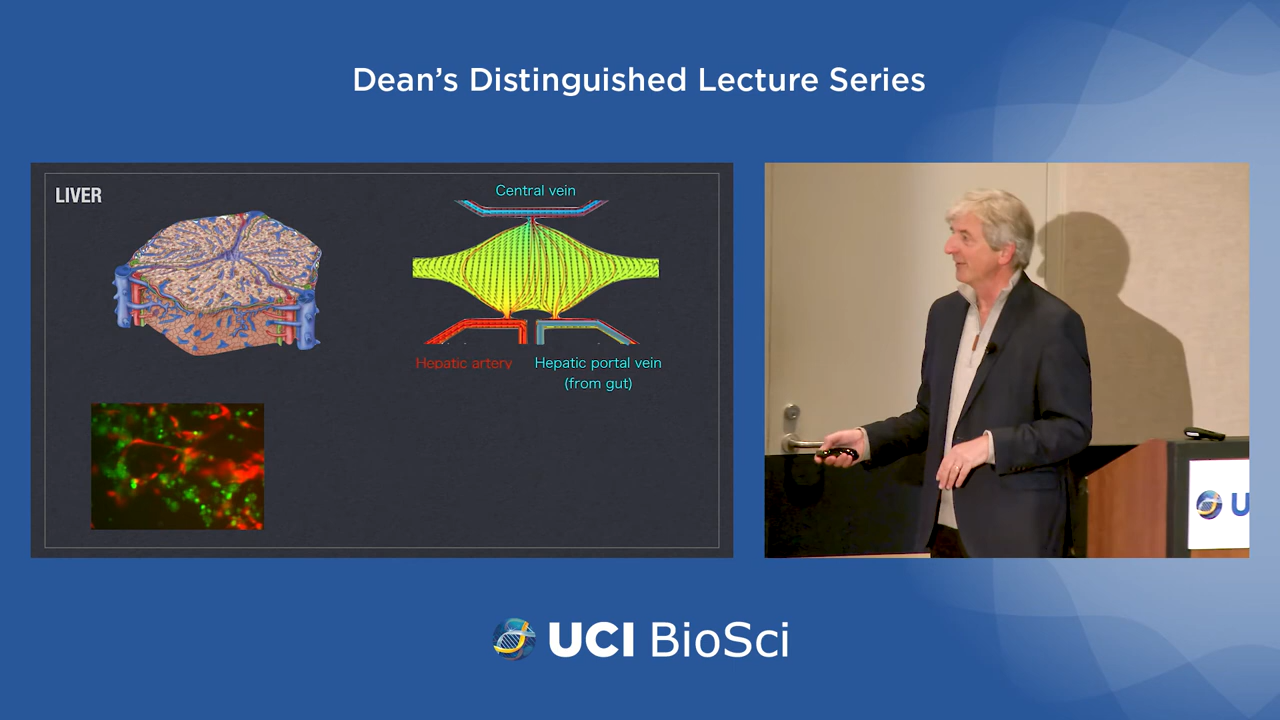 Dean's Distinguished Lecture Series
LIVER
Central vein
Hepatic artery
Hepatic portal vein
(from gut)
U
UCI BioSci